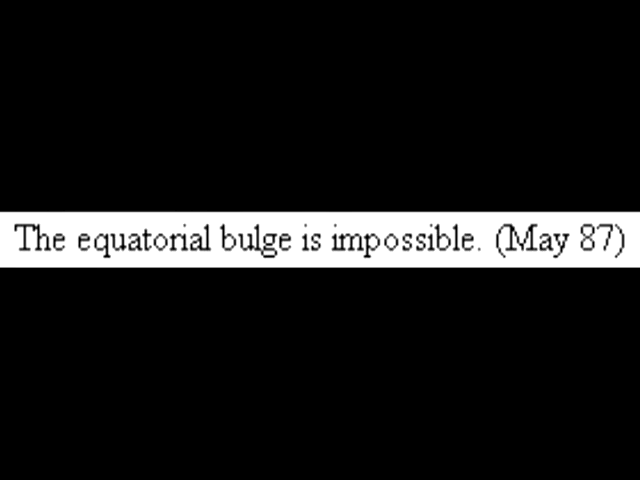 The equatorial bulge is impossible. (May 87)